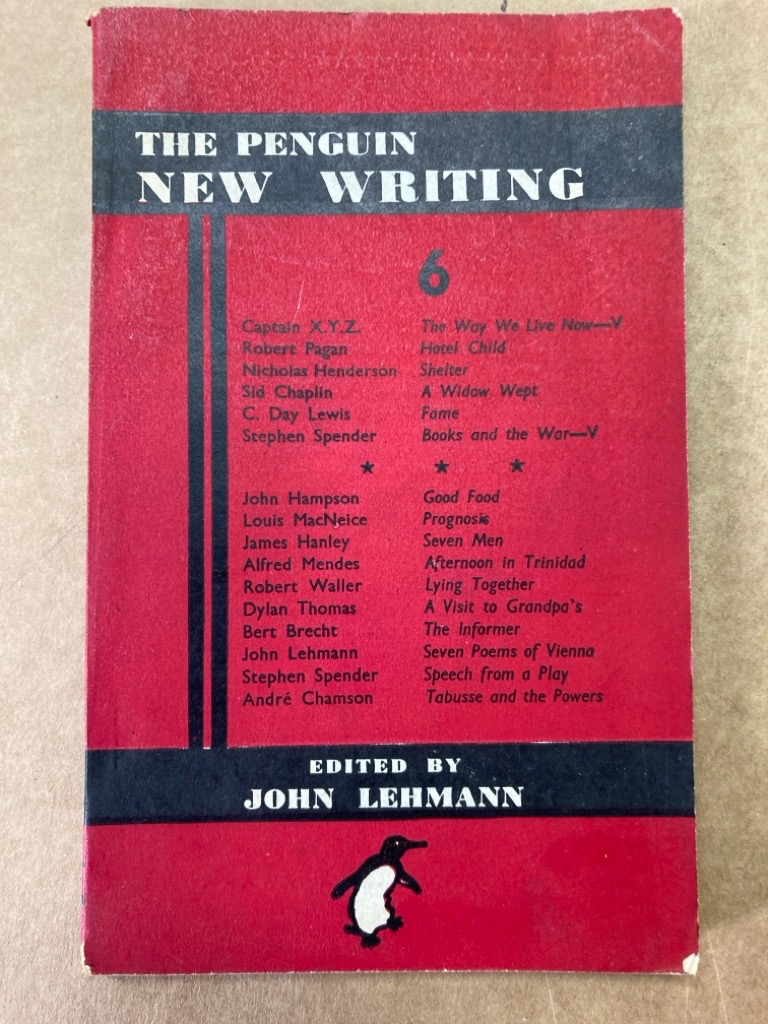 THE PENGUIN
NEW WRITING
6
Captain X.Y.Z. The Way We Live Now—V
Robert Pagan Hotel Child
Nicholas Henderson Shelter
Sid Chaplin A Widow Wept
C. Day Lewis Fame
Stephen Spender Books and the War—V
★ ★ ★
John Hampson Good Food
Louis MacNeice Prognosis
James Hanley Seven Men
Alfred Mendes Afternoon in Trinidad
Robert Waller Lying Together
Dylan Thomas A Visit to Grandpa's
Bert Brecht The Informer
John Lehmann Seven Poems of Vienna
Stephen Spender Speech from a Play
André Chamson Tabusse and the Powers
EDITED BY
JOHN LEHMANN